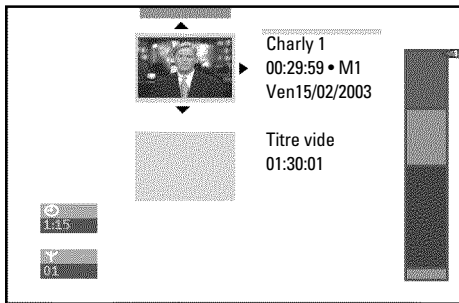 Charly 1
00:29:59 • M1
Ven15/02/2003
Titre vide
01:30:01
1:15
01